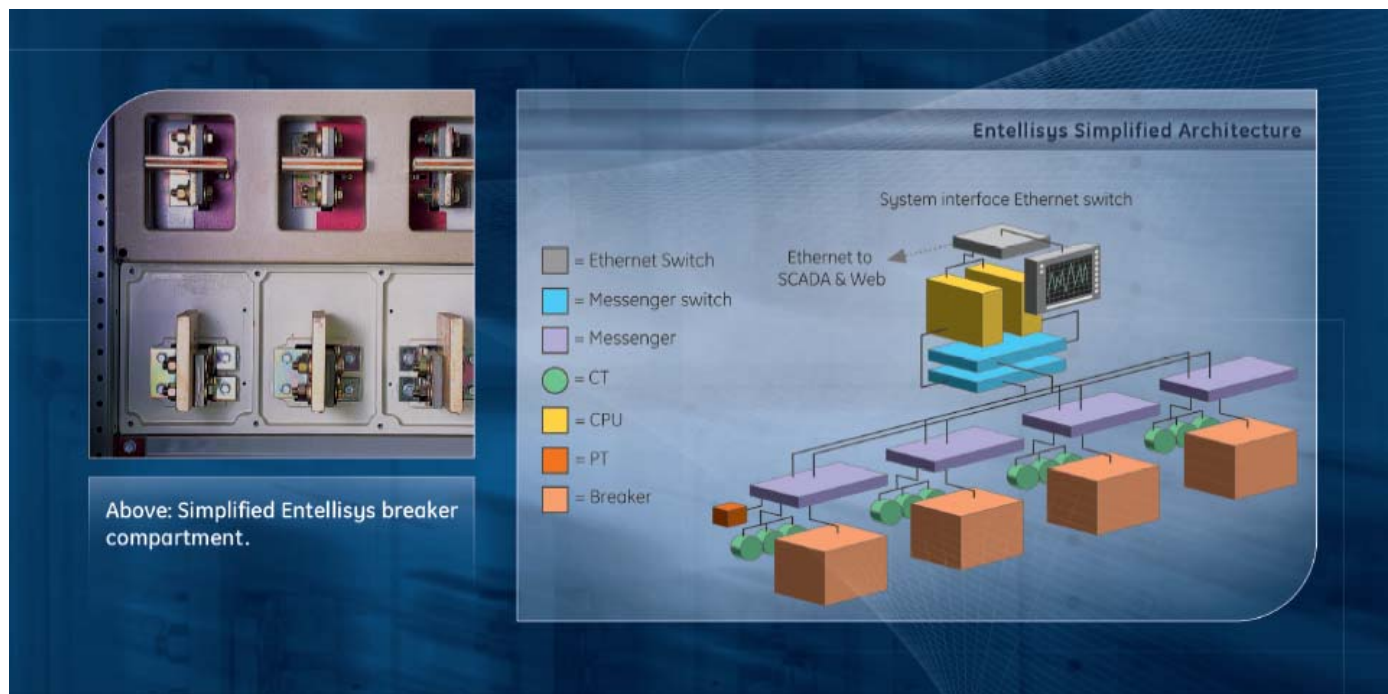 Entellisys Simplified Architecture
System interface Ethernet switch
Ethernet to
SCADA & Web
= Ethernet Switch
= Messenger switch
= Messenger
= CT
= CPU
= PT
= Breaker
Above: Simplified Entellisys breaker
compartment.